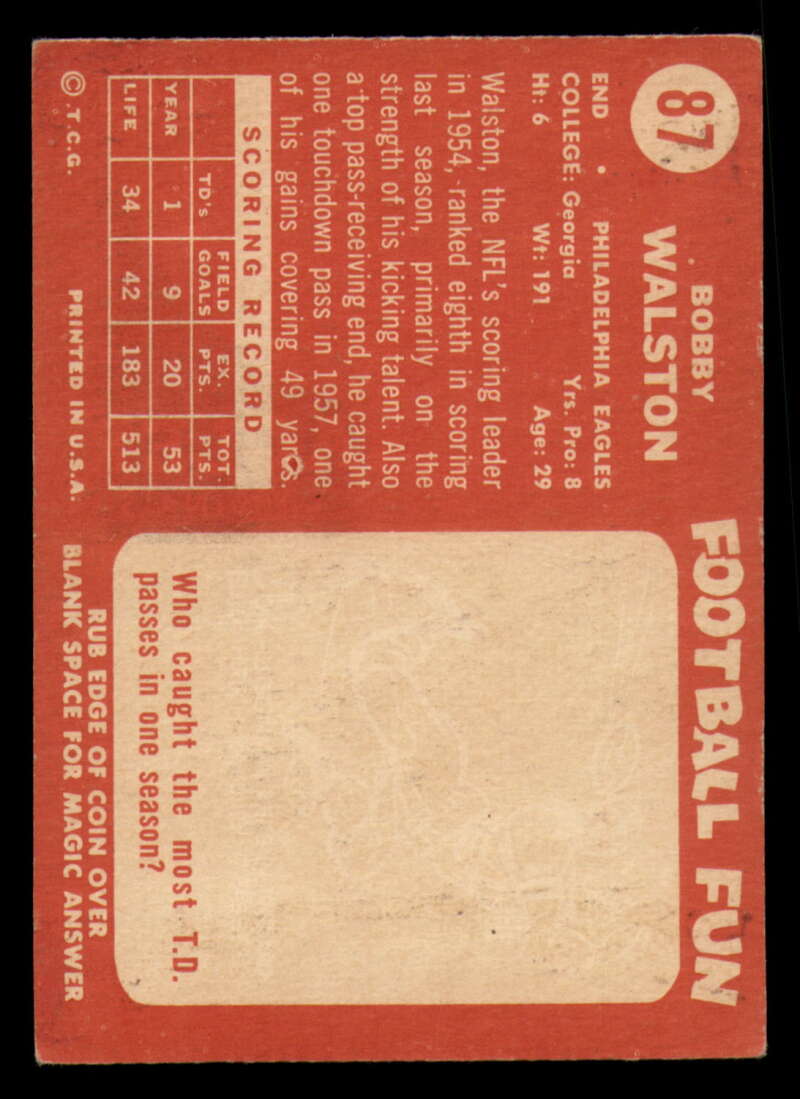 87
BOBBY
WALSTON
END • PHILADELPHIA EAGLES
COLLEGE: Georgia Yrs. Pro: 8
Ht: 6 Wt: 191 Age: 29
Walston, the NFL's scoring leader
in 1954, ranked eighth in scoring
last season, primarily on the
strength of his kicking talent. Also
a top pass-receiving end, he caught
one touchdown pass in 1957, one
of his gains covering 49 yards.
SCORING RECORD
TD's FIELD GOALS EX. PTS. TOT. PTS.
YEAR 1 9 20 53
LIFE 34 42 183 513
© .T.C.G. PRINTED IN U.S.A.
FOOTBALL FUN
Who caught the most T.D.
passes in one season?
RUB EDGE OF COIN OVER
BLANK SPACE FOR MAGIC ANSWER